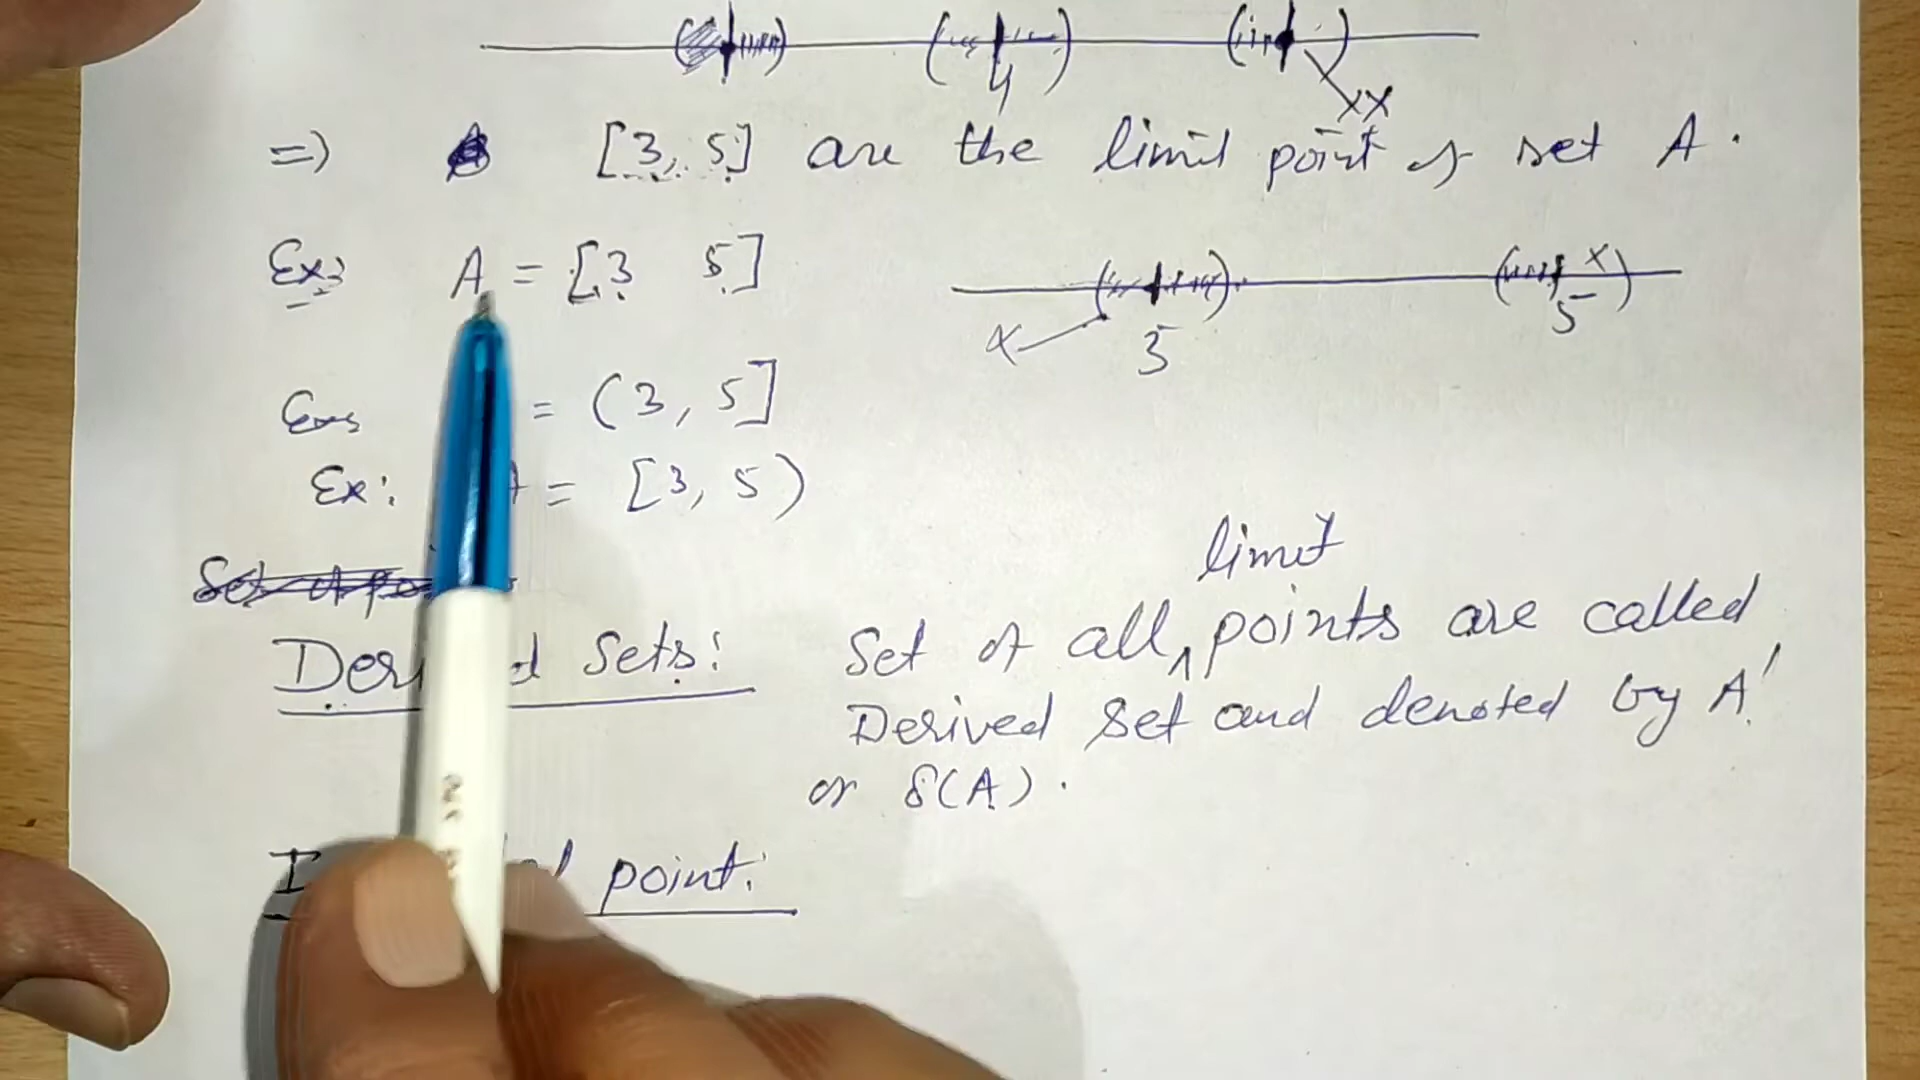 4
xx
=) [3, 5] are the limit point of set A.
Ex: A = [3 5]
x 3 x 5
= (3, 5]
Ex: A = [3, 5)
limit
Sets: Set of all points are called
Derived set and denoted by A'
or δ(A).
point: